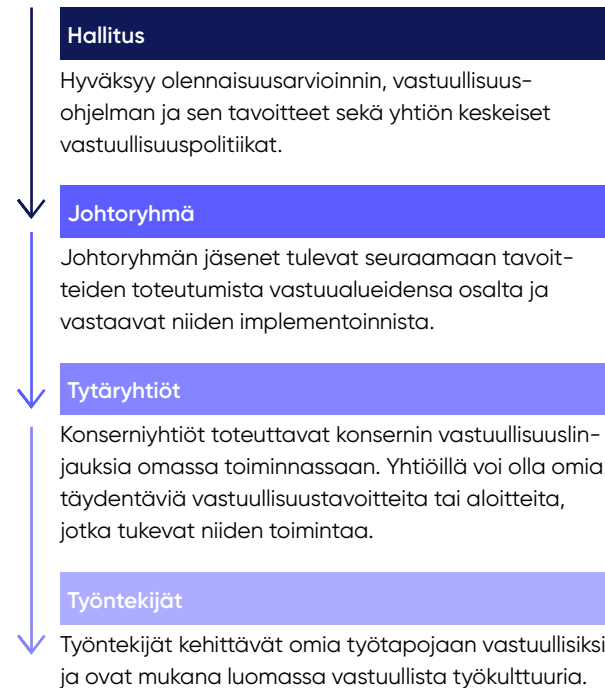 Hallitus
Hyväksyy olennaisuusarvioinnin, vastuullisuus-
ohjelman ja sen tavoitteet sekä yhtiön keskeiset
vastuullisuuspolitiikat.
Johtoryhmä
Johtoryhmän jäsenet tulevat seuraamaan tavoit-
teiden toteutumista vastuualueidensa osalta ja
vastaavat niiden implementoinnista.
Tytäryhtiöt
Konserniyhtiöt toteuttavat konsernin vastuullisuuslin-
jauksia omassa toiminnassaan. Yhtiöillä voi olla omia
täydentäviä vastuullisuustavoitteita tai aloitteita,
jotka tukevat niiden toimintaa.
Työntekijät
Työntekijät kehittävät omia työtapojaan vastuullisiksi
ja ovat mukana luomassa vastuullista työkulttuuria.